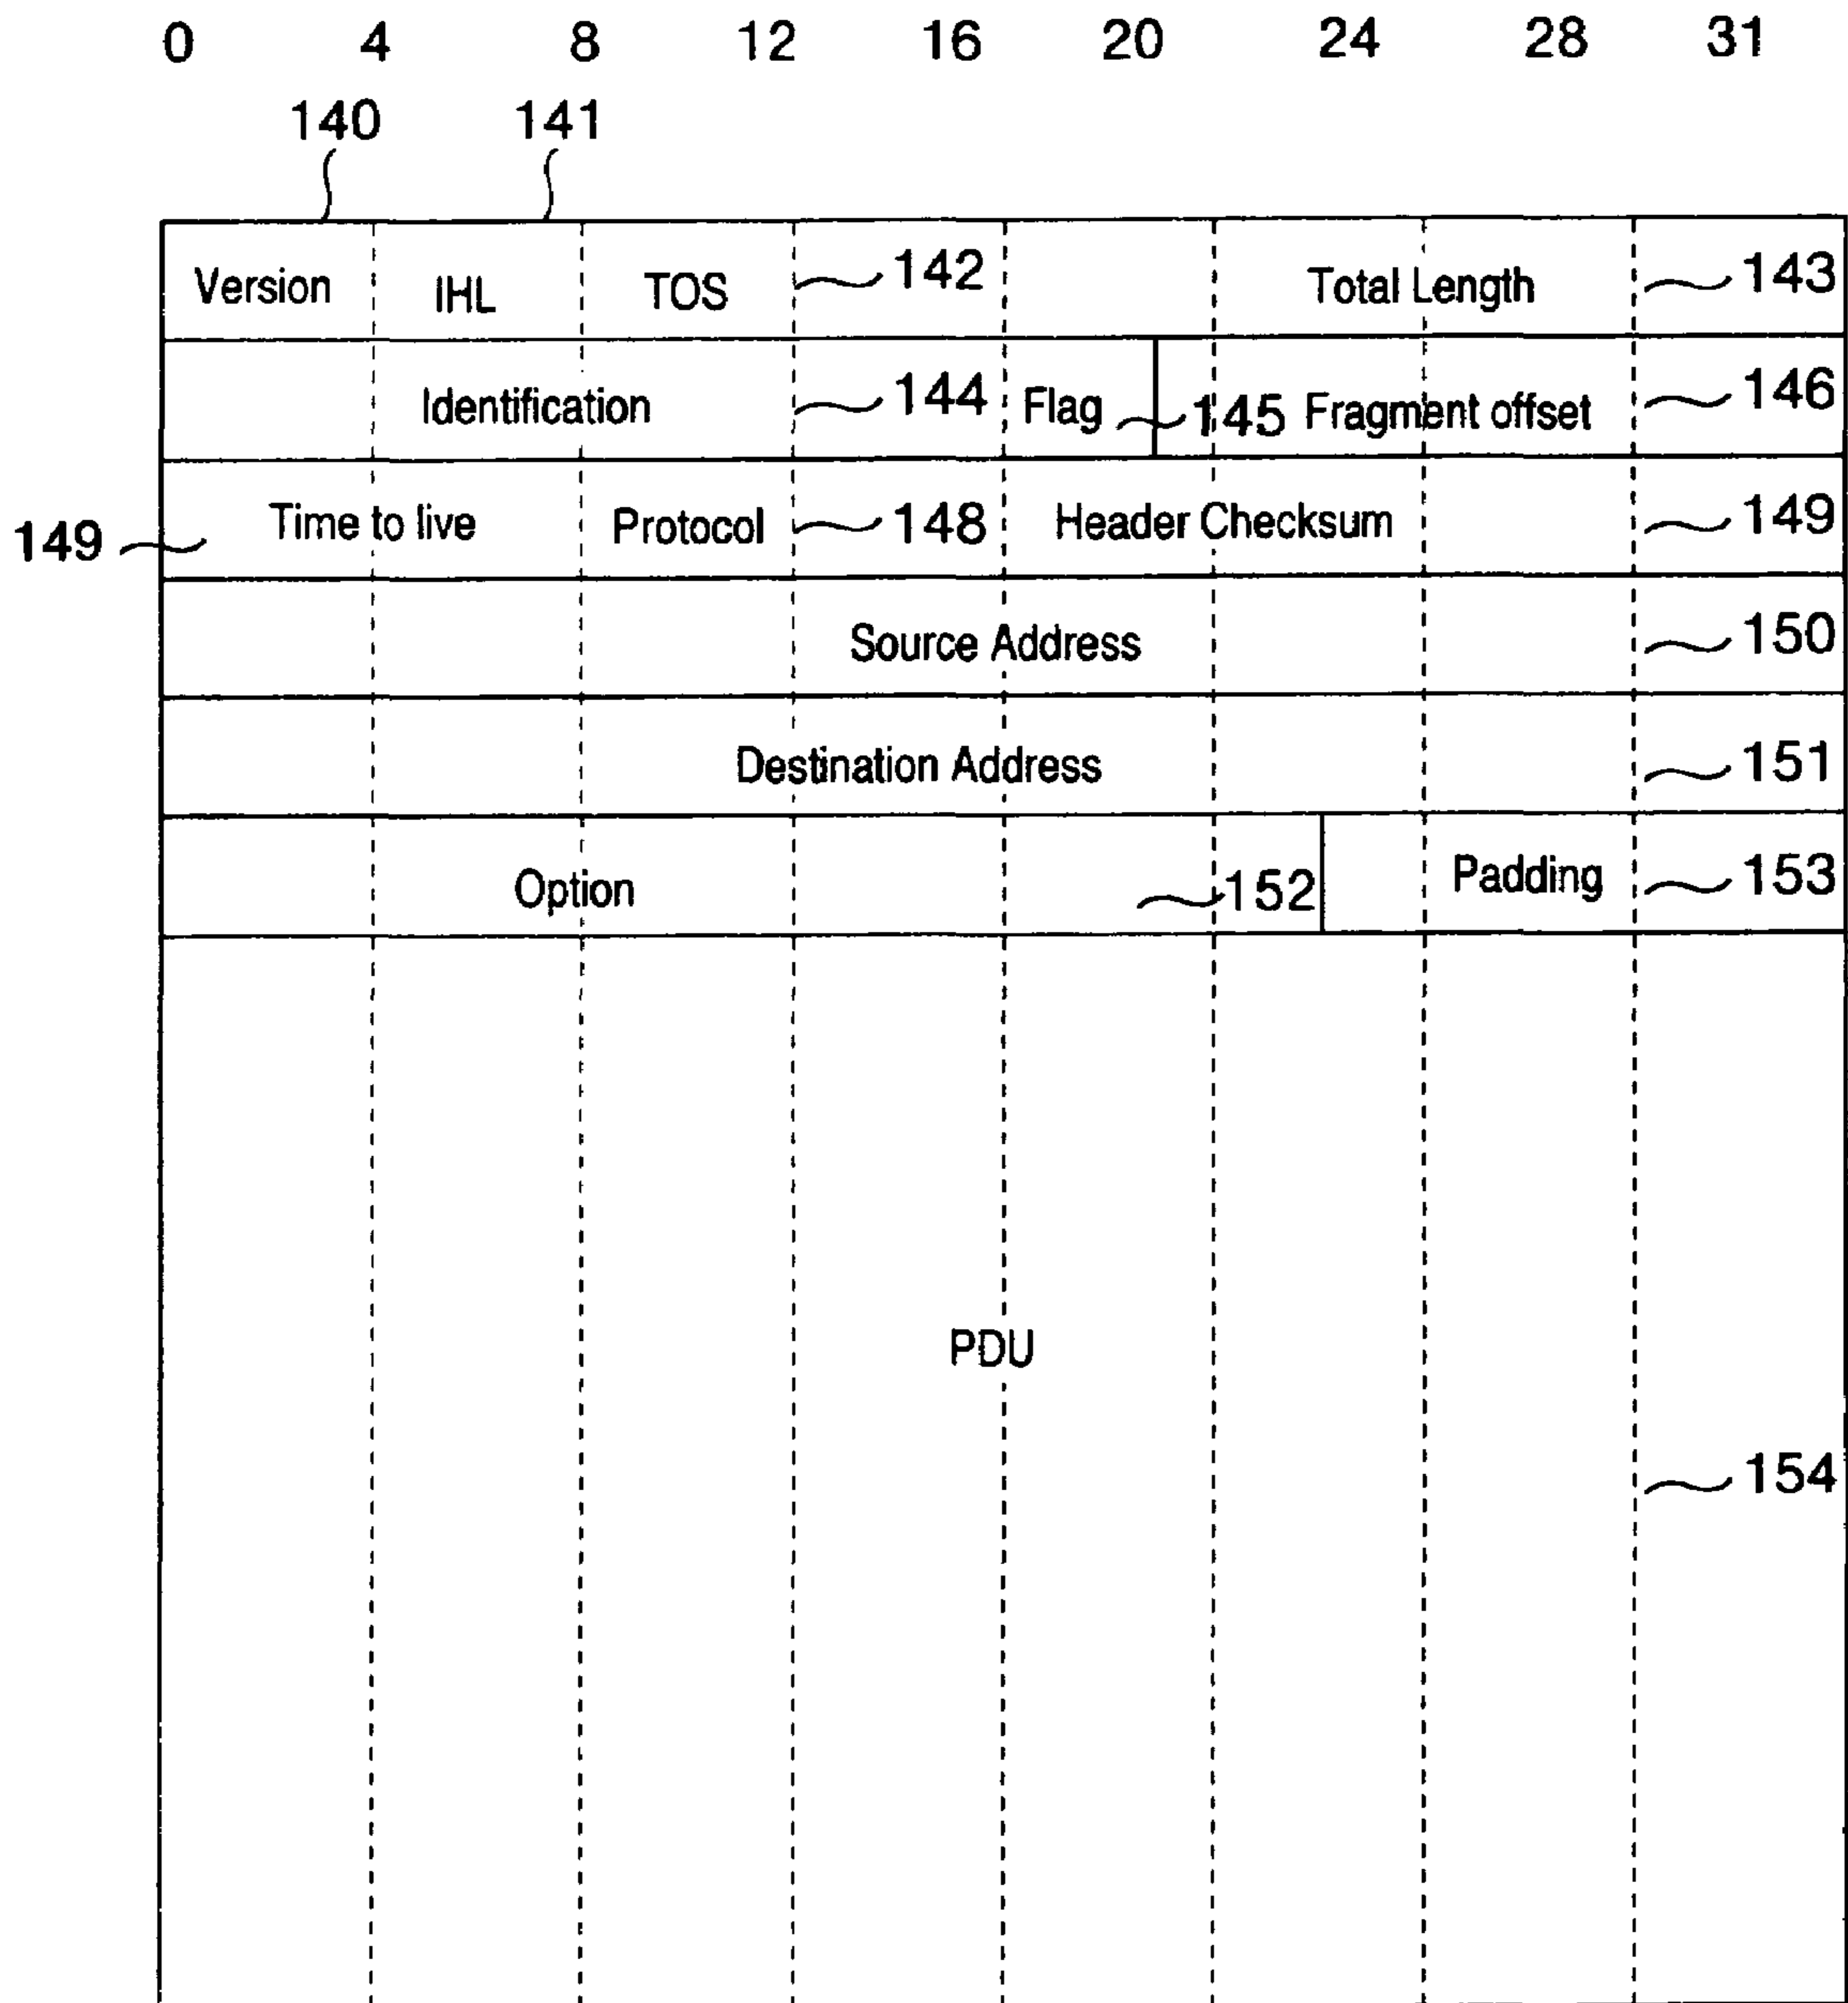 0 4 8 12 16 20 24 28 31
140 141
Version IHL TOS 142 Total Length 143
Identification 144 Flag 145 Fragment offset 146
149 Time to live Protocol 148 Header Checksum 149
Source Address 150
Destination Address 151
Option 152 Padding 153
PDU
154